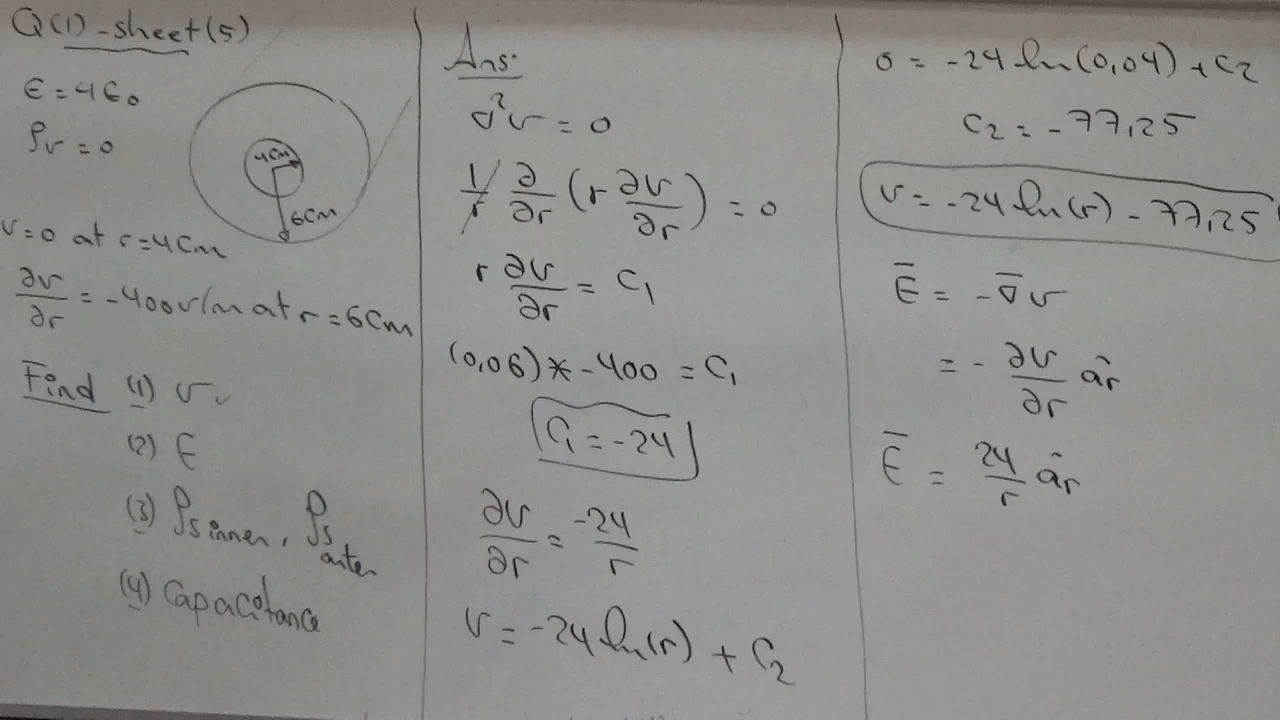 Q(1)-sheet(5)
ϵ = 4ϵ₀
ρv = 0
4cm
6cm
v=0 at r=4cm
∂v/∂r = -400v/m at r=6cm
Find (1) v
(2) E
(3) ρs inner, ρs outer
(4) Capacitance
Ans:
∇²v = 0
1/r ∂/∂r (r ∂v/∂r) = 0
r ∂v/∂r = C₁
(0,06)*-400 = C₁
C₁ = -24
∂v/∂r = -24/r
v = -24 ln(r) + C₂
0 = -24 ln(0,04) + C₂
C₂ = -77,25
v = -24 ln(r) - 77,25
E̅ = -∇̅v
= - ∂v/∂r âr
E̅ = 24/r âr